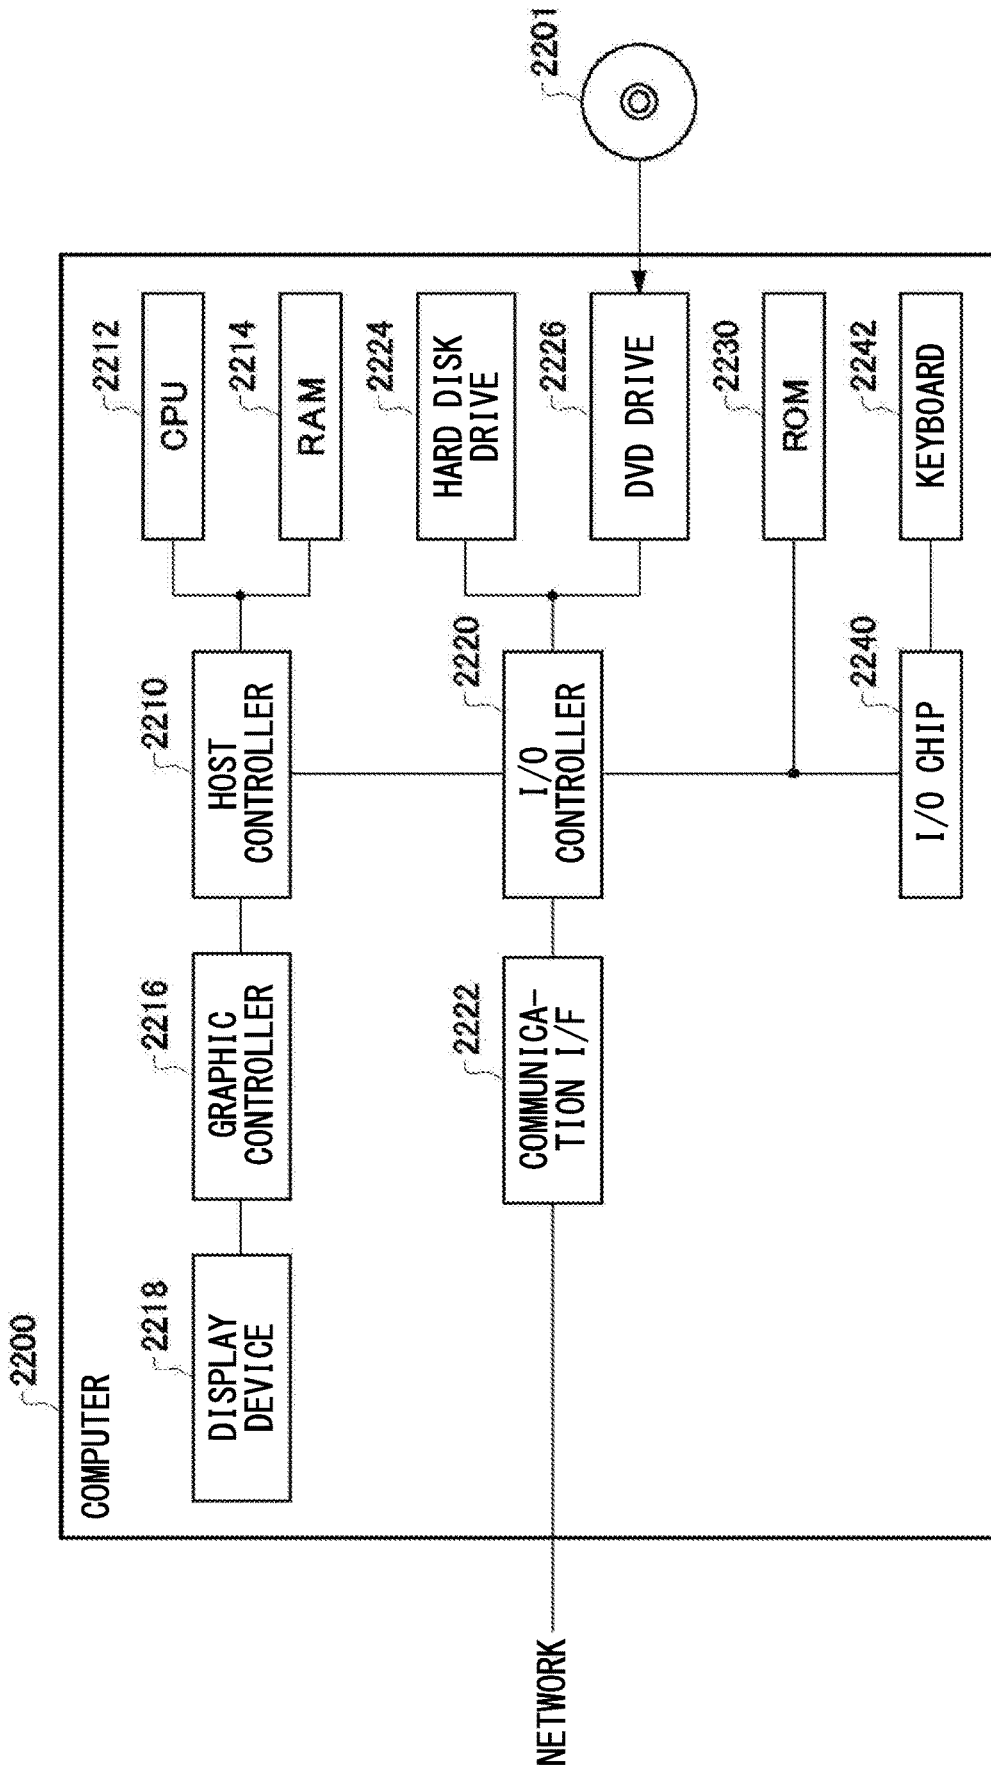 2200
COMPUTER
2218
DISPLAY
DEVICE
2216
GRAPHIC
CONTROLLER
2210
HOST
CONTROLLER
2212
CPU
2214
RAM
NETWORK
2222
COMMUNICA-
TION I/F
2220
I/O
CONTROLLER
2224
HARD DISK
DRIVE
2226
DVD DRIVE
2201
2230
ROM
2240
I/O CHIP
2242
KEYBOARD